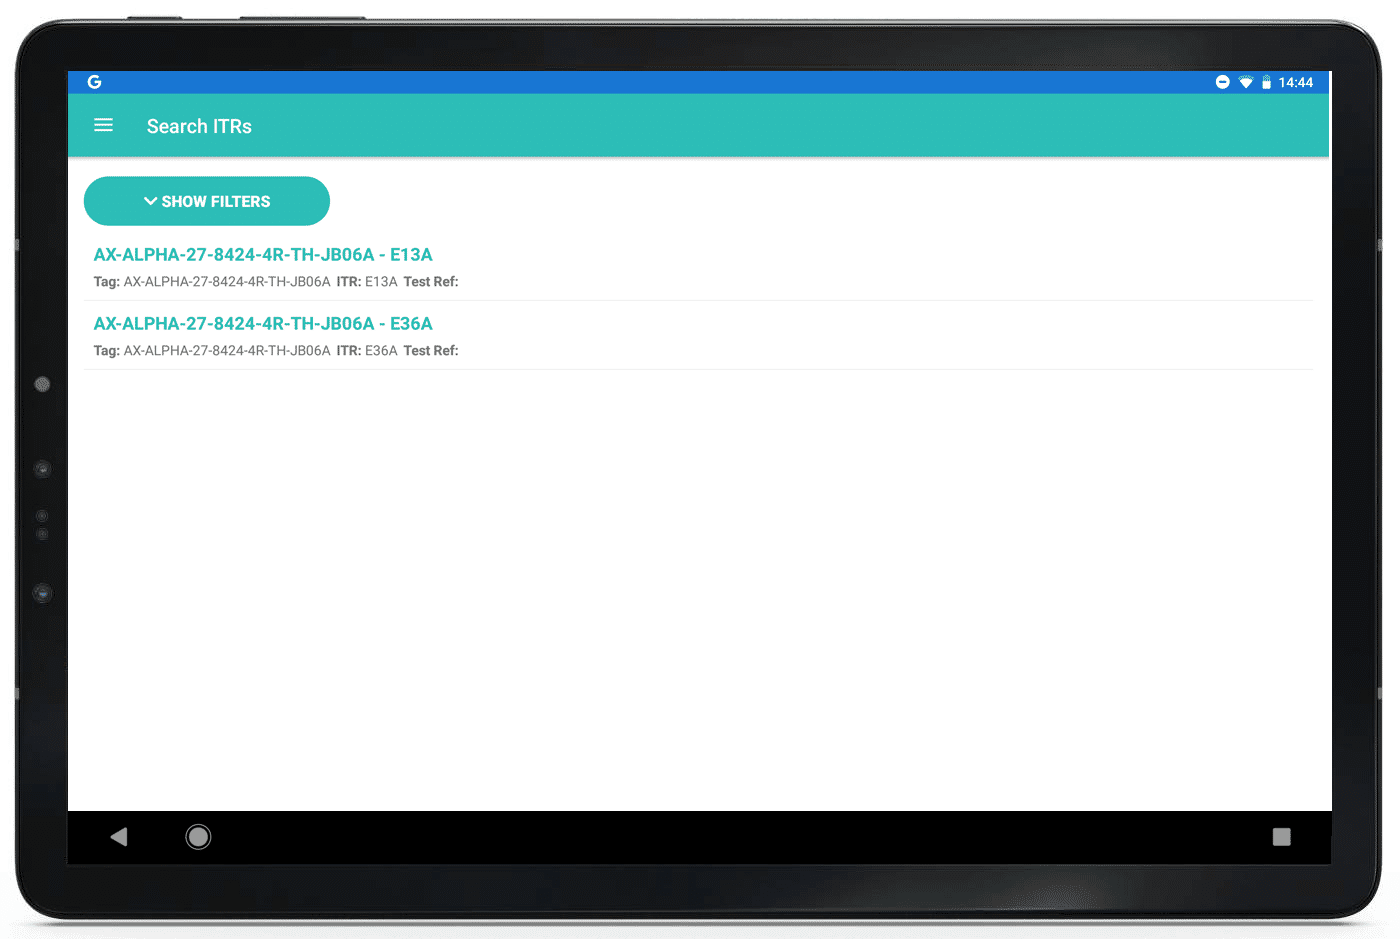 G 14:44
Search ITRs
SHOW FILTERS
AX-ALPHA-27-8424-4R-TH-JB06A - E13A
Tag: AX-ALPHA-27-8424-4R-TH-JB06A ITR: E13A Test Ref:
AX-ALPHA-27-8424-4R-TH-JB06A - E36A
Tag: AX-ALPHA-27-8424-4R-TH-JB06A ITR: E36A Test Ref: